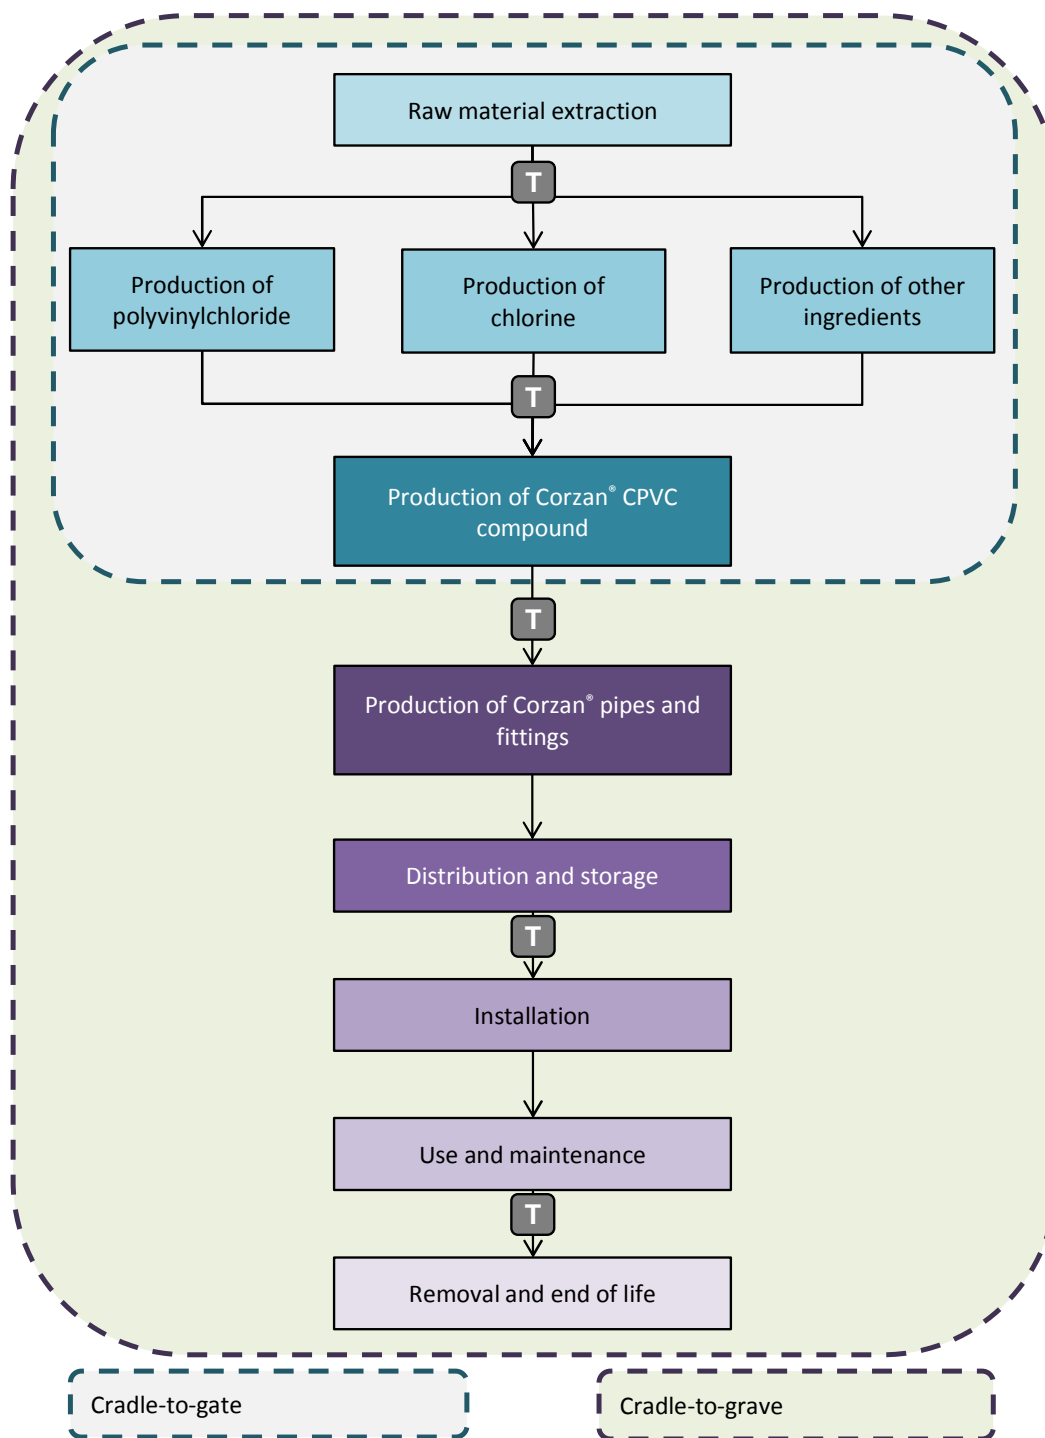 Raw material extraction
T
Production of
polyvinylchloride
Production of
chlorine
Production of other
ingredients
T
Production of Corzan® CPVC
compound
T
Production of Corzan® pipes and
fittings
Distribution and storage
T
Installation
Use and maintenance
T
Removal and end of life
Cradle-to-gate
Cradle-to-grave